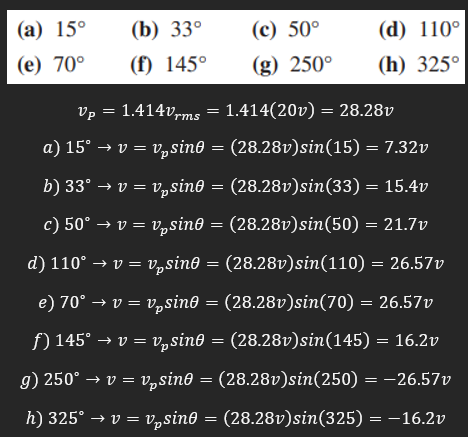 (a) 15° (b) 33° (c) 50° (d) 110°
(e) 70° (f) 145° (g) 250° (h) 325°
v_P = 1.414v_rms = 1.414(20v) = 28.28v
a) 15° → v = v_p sinθ = (28.28v)sin(15) = 7.32v
b) 33° → v = v_p sinθ = (28.28v)sin(33) = 15.4v
c) 50° → v = v_p sinθ = (28.28v)sin(50) = 21.7v
d) 110° → v = v_p sinθ = (28.28v)sin(110) = 26.57v
e) 70° → v = v_p sinθ = (28.28v)sin(70) = 26.57v
f) 145° → v = v_p sinθ = (28.28v)sin(145) = 16.2v
g) 250° → v = v_p sinθ = (28.28v)sin(250) = −26.57v
h) 325° → v = v_p sinθ = (28.28v)sin(325) = −16.2v